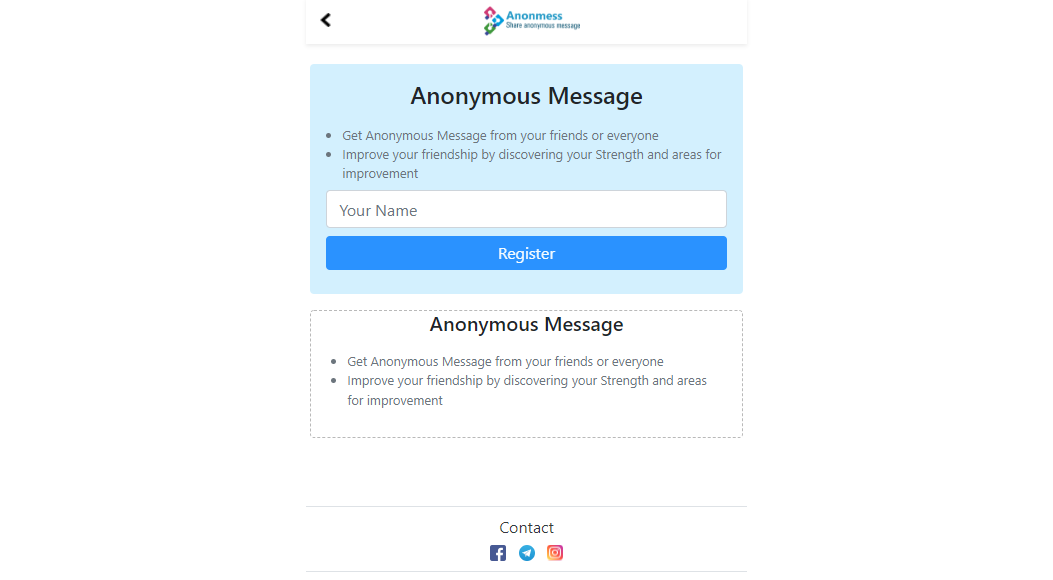 Anonmess
Share anonymous message
Anonymous Message
Get Anonymous Message from your friends or everyone
Improve your friendship by discovering your Strength and areas for
improvement
Your Name
Register
Anonymous Message
Get Anonymous Message from your friends or everyone
Improve your friendship by discovering your Strength and areas
for improvement
Contact